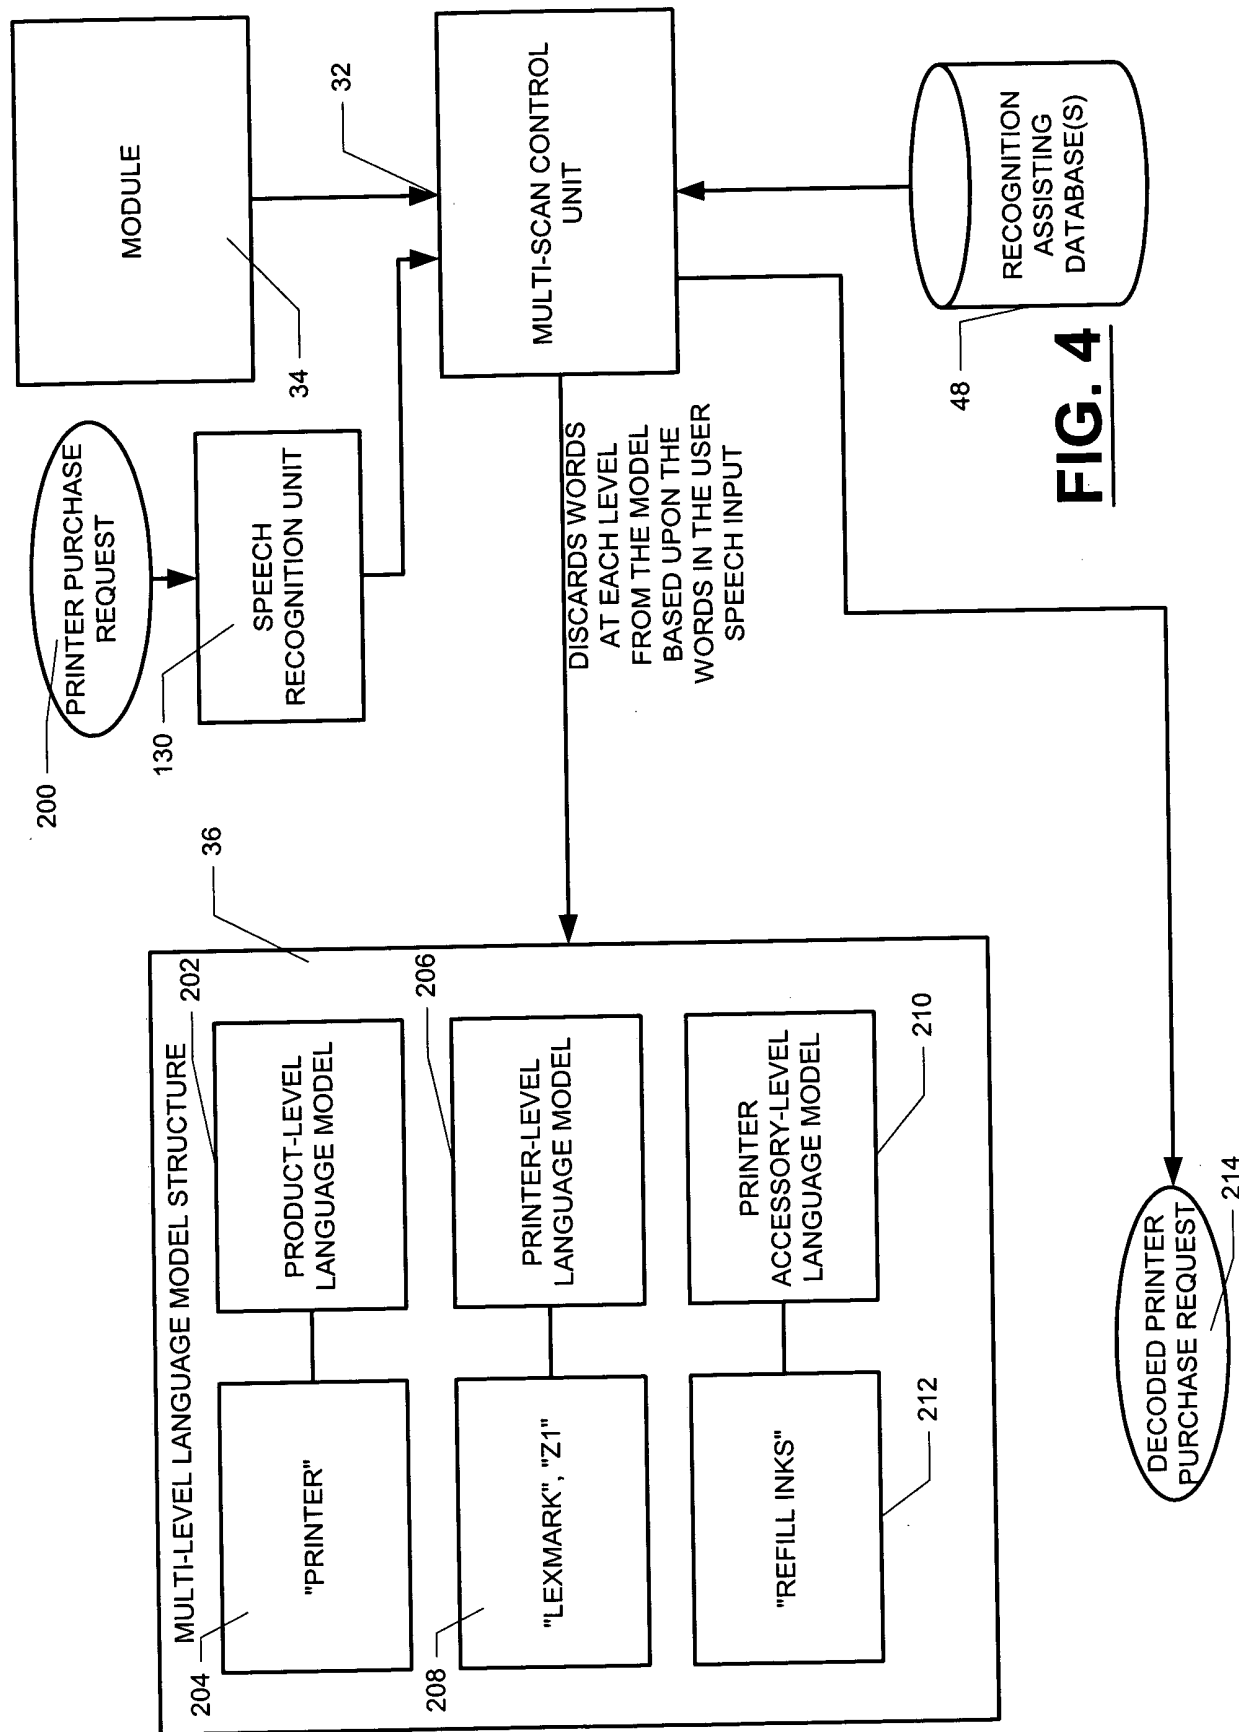 200
PRINTER PURCHASE
REQUEST
MODULE
34
130
SPEECH
RECOGNITION UNIT
32
MULTI-SCAN CONTROL
UNIT
36
MULTI-LEVEL LANGUAGE MODEL STRUCTURE
202
204
"PRINTER"
PRODUCT-LEVEL
LANGUAGE MODEL
206
208
"LEXMARK", "Z1"
PRINTER-LEVEL
LANGUAGE MODEL
210
212
"REFILL INKS"
PRINTER
ACCESSORY-LEVEL
LANGUAGE MODEL
DISCARDS WORDS
AT EACH LEVEL
FROM THE MODEL
BASED UPON THE
WORDS IN THE USER
SPEECH INPUT
48
RECOGNITION
ASSISTING
DATABASE(S)
DECODED PRINTER
PURCHASE REQUEST
214
FIG. 4